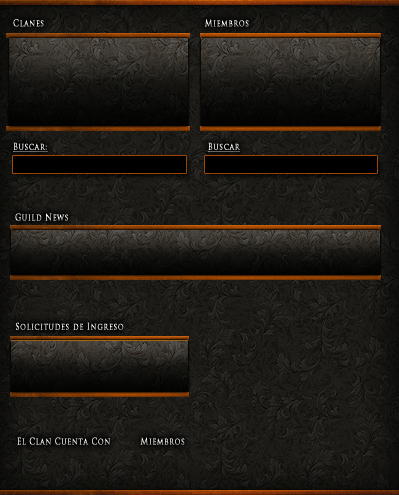 Clanes
Miembros
Buscar:
Buscar
Guild News
Solicitudes de Ingreso
El Clan Cuenta Con Miembros